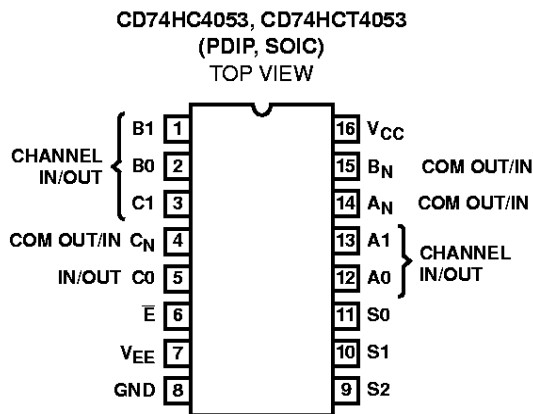 CD74HC4053, CD74HCT4053
(PDIP, SOIC)
TOP VIEW
B1 1
B0 2
C1 3
CHANNEL
IN/OUT
COM OUT/IN CN 4
IN/OUT C0 5
E̅ 6
VEE 7
GND 8
16 VCC
15 BN COM OUT/IN
14 AN COM OUT/IN
13 A1
12 A0
CHANNEL
IN/OUT
11 S0
10 S1
9 S2